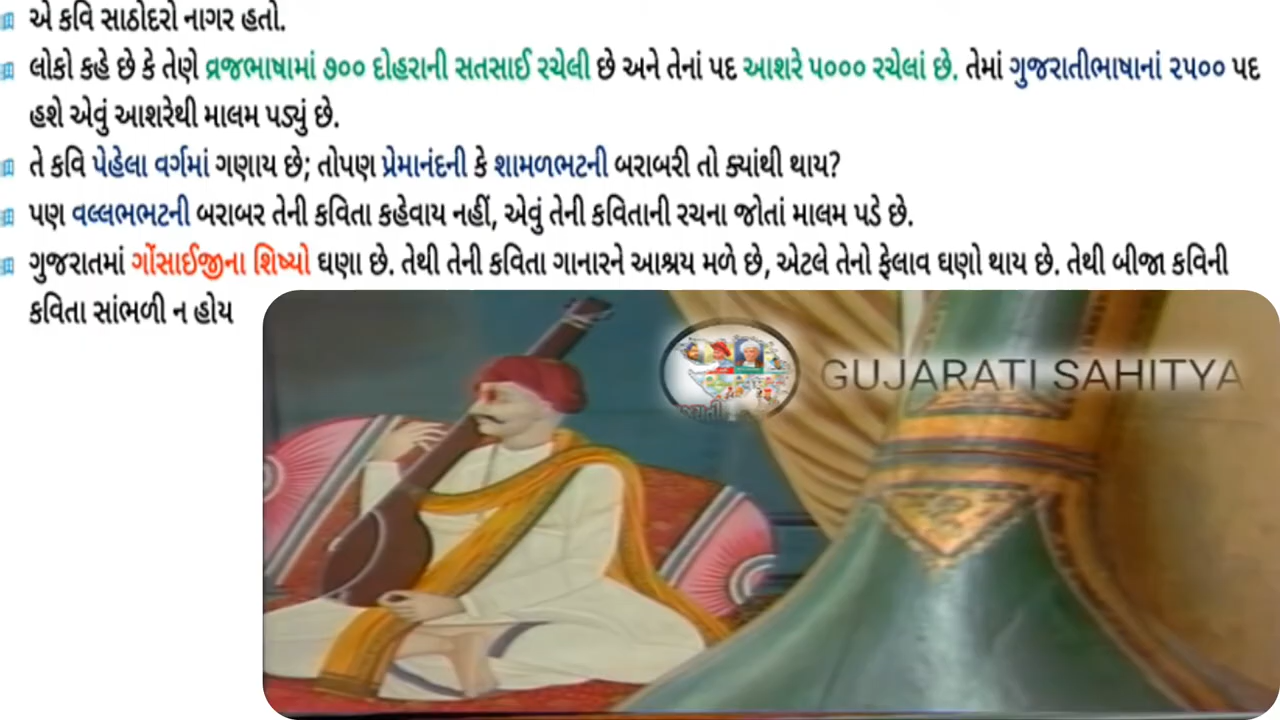 એ કવિ સાઠોદરો નાગર હતો.
લોકો કહે છે કે તેણે વ્રજભાષામાં ૭૦૦ દોહરાની સતસાઈ રચેલી છે અને તેનાં પદ આશરે ૫૦૦૦ રચેલાં છે. તેમાં ગુજરાતીભાષાનાં ૨૫૦૦ પદ
હશે એવું આશરેથી માલમ પડ્યું છે.
તે કવિ પેહેલા વર્ગમાં ગણાય છે; તોપણ પ્રેમાનંદની કે શામળભટની બરાબરી તો ક્યાંથી થાય?
પણ વલ્લભભટની બરાબર તેની કવિતા કહેવાય નહીં, એવું તેની કવિતાની રચના જોતાં માલમ પડે છે.
ગુજરાતમાં ગોંસાઈજીના શિષ્યો ઘણા છે. તેથી તેની કવિતા ગાનારને આશ્રય મળે છે, એટલે તેનો ફેલાવ ઘણો થાય છે. તેથી બીજા કવિની
કવિતા સાંભળી ન હોય
GUJARATI SAHITYA